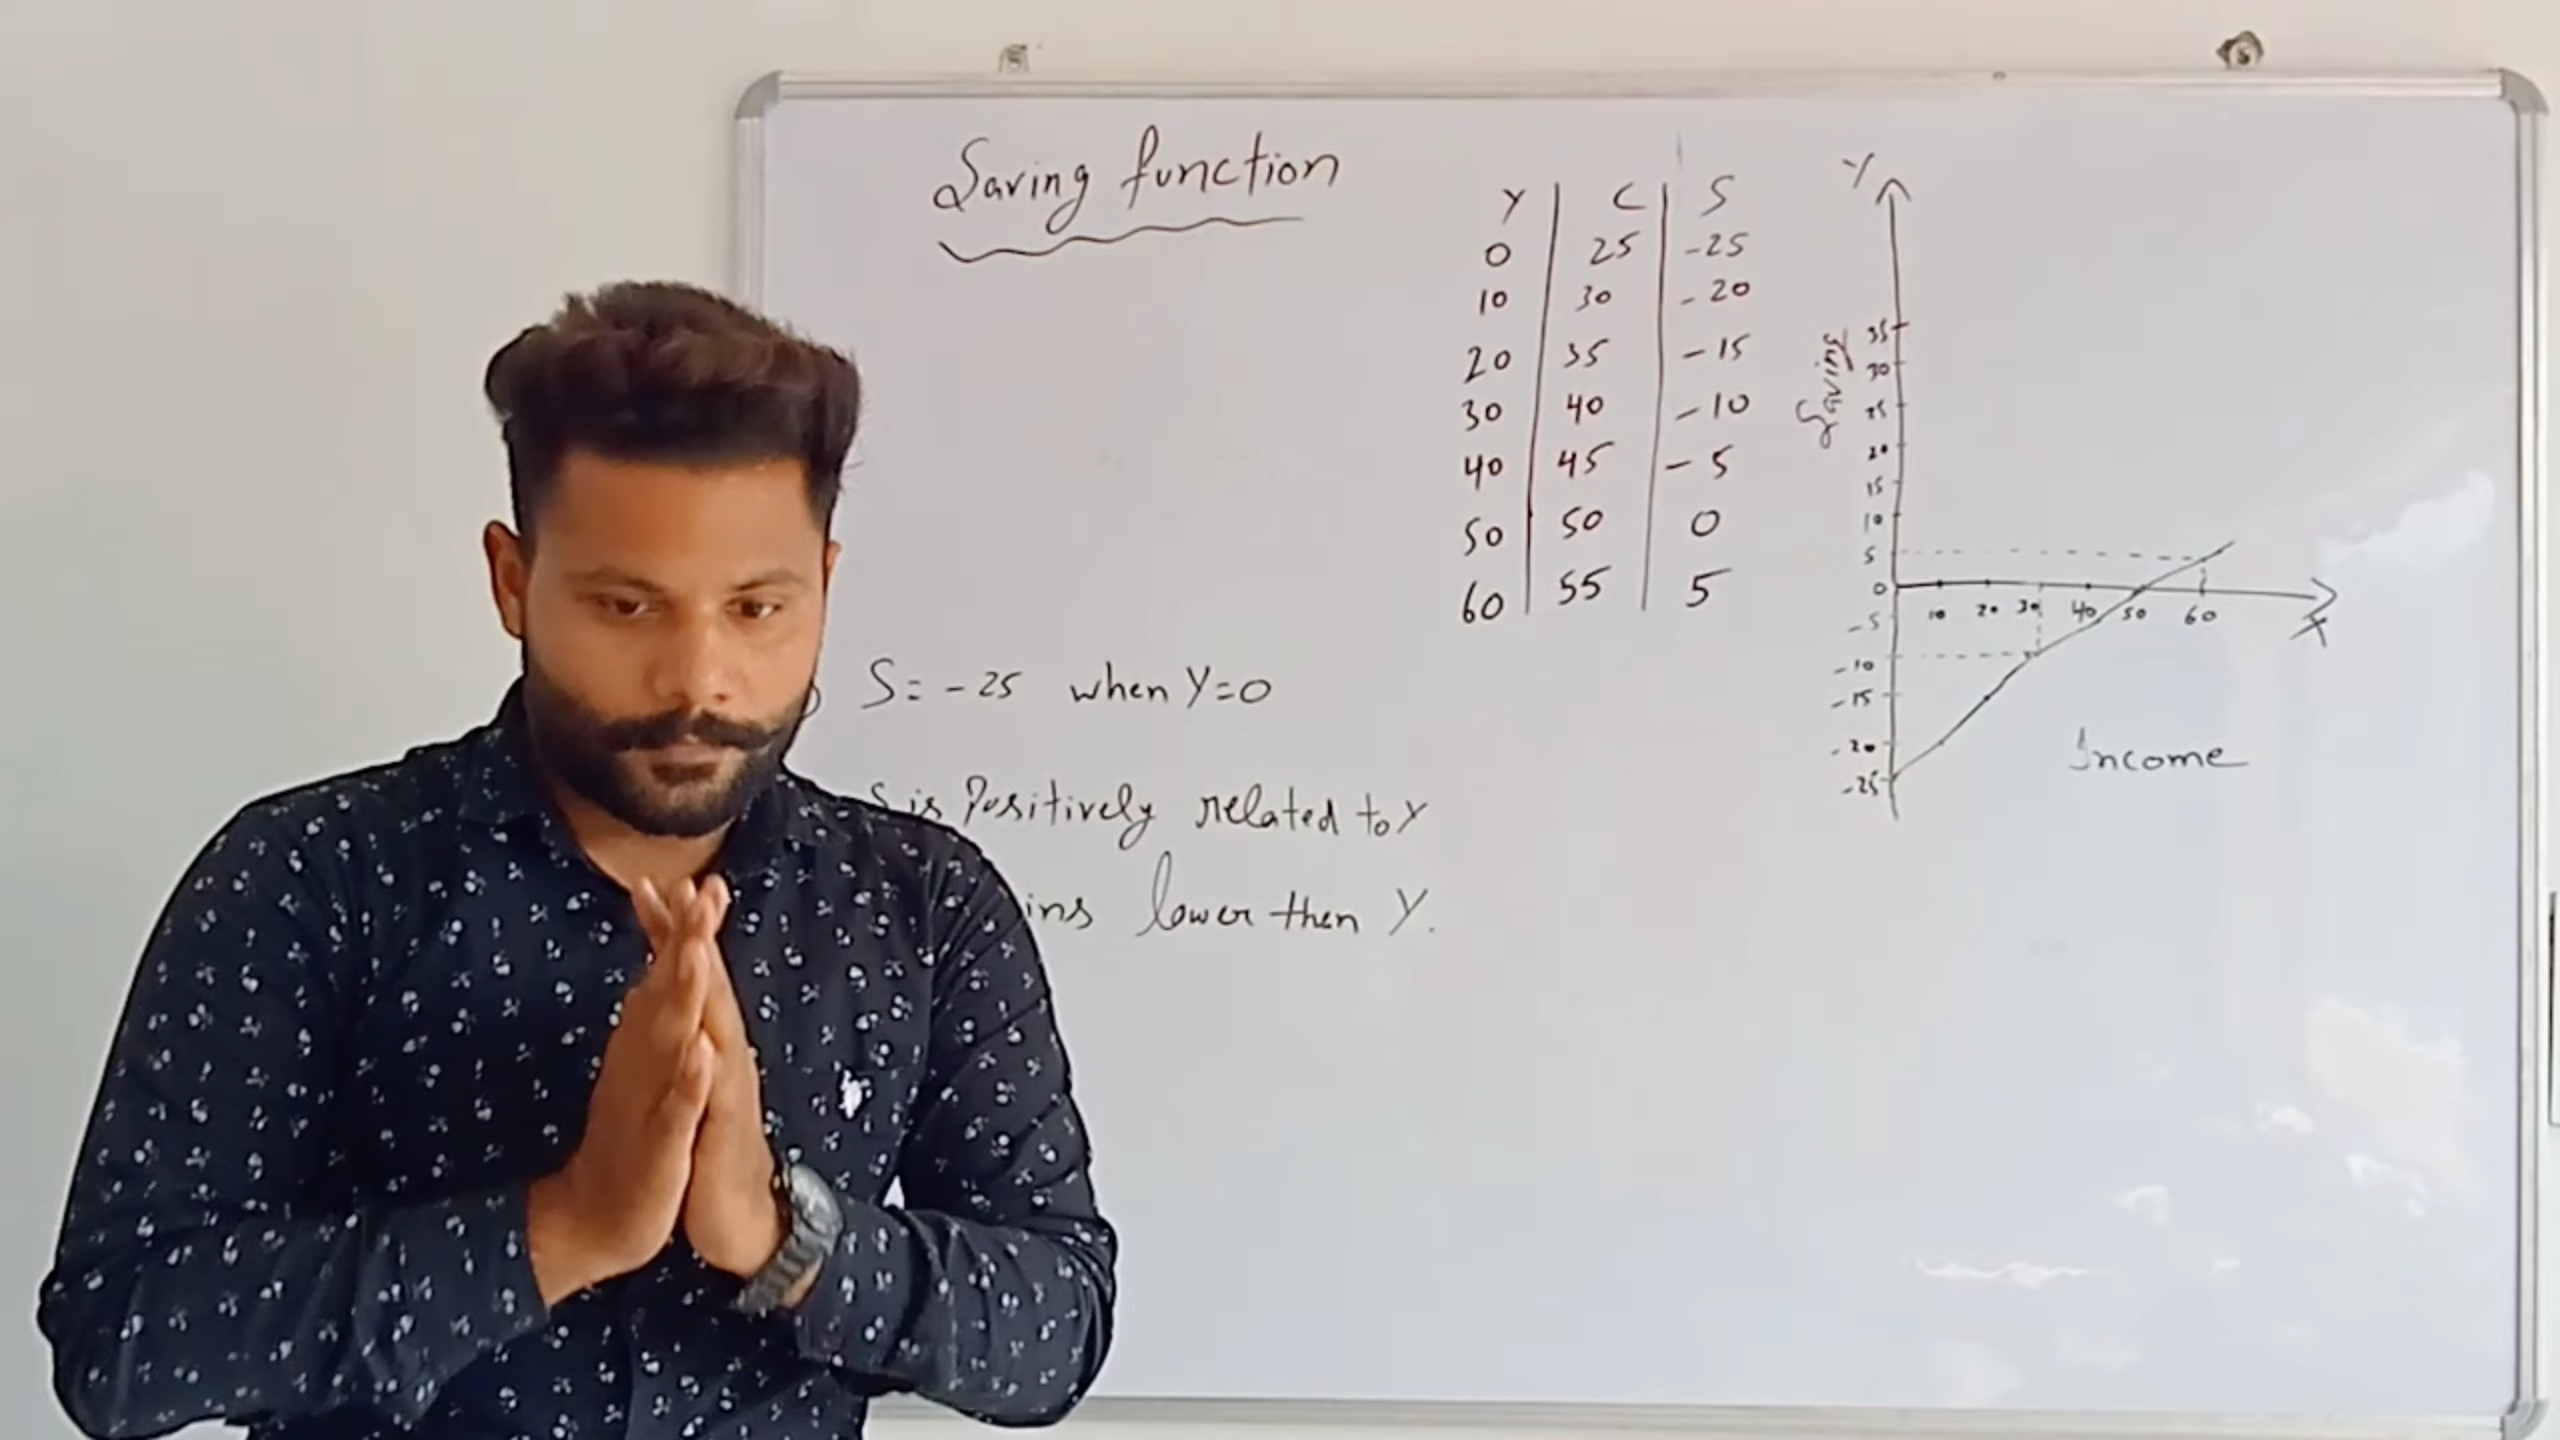 Saving function
Y C S
0 25 -25
10 30 -20
20 35 -15
30 40 -10
40 45 -5
50 50 0
60 55 5
S = -25 when Y=0
S is Positively related to Y
ins lower then Y.
Y
Saving
35
30
25
20
15
10
5
0
-5
-10
-15
-20
-25
10 20 30 40 50 60
X
Income